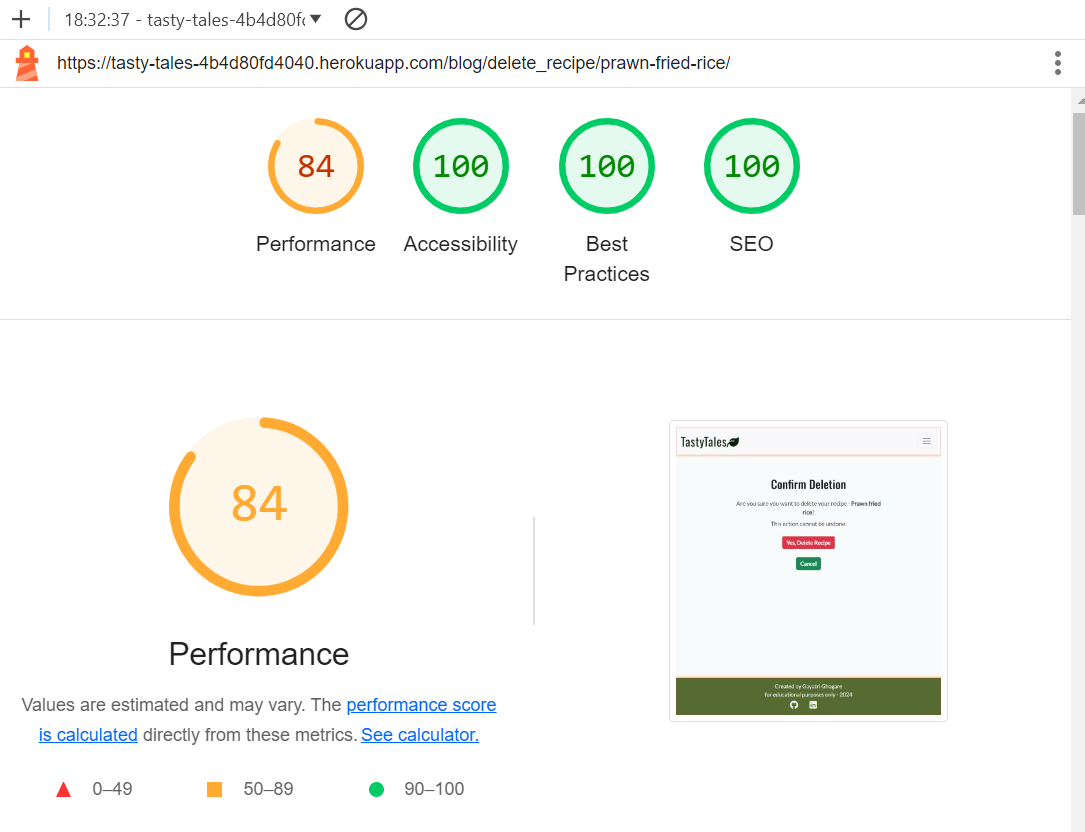 18:32:37 - tasty-tales-4b4d80f
https://tasty-tales-4b4d80fd4040.herokuapp.com/blog/delete_recipe/prawn-fried-rice/
84 100 100 100
Performance Accessibility Best Practices SEO
84
Performance
Values are estimated and may vary. The performance score
is calculated directly from these metrics. See calculator.
0–49 50–89 90–100
TastyTales
Confirm Deletion
Are you sure you want to delete your recipe - Prawn fried
rice?
This action cannot be undone.
Yes, Delete Recipe
Cancel
Created by Gayatri Ghogare
for educational purposes only - 2024